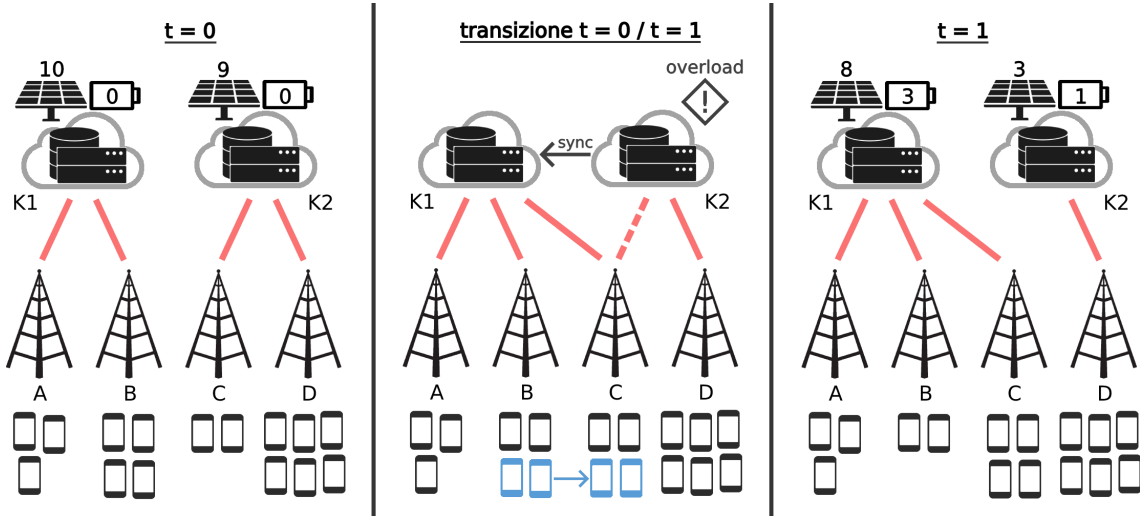 t = 0
10
0
9
0
K1
K2
A
B
C
D
transizione t = 0 / t = 1
overload
!
sync
K1
K2
A
B
C
D
t = 1
8
3
3
1
K1
K2
A
B
C
D